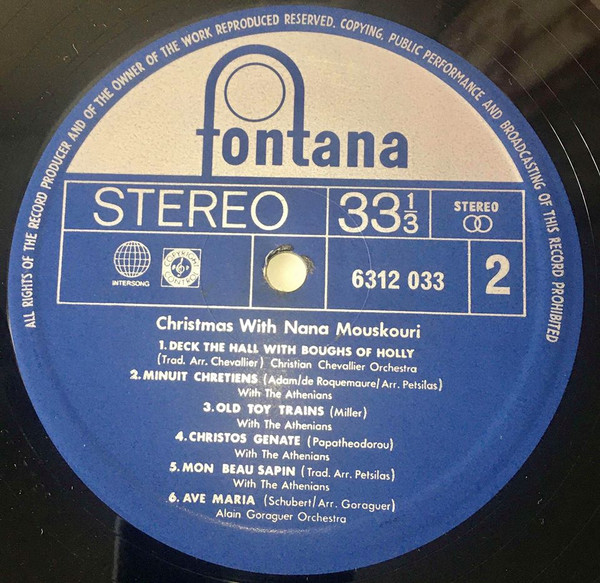 ALL RIGHTS OF THE RECORD PRODUCER AND OF THE OWNER OF THE WORK REPRODUCED RESERVED. COPYING, PUBLIC PERFORMANCE AND BROADCASTING OF THIS RECORD PROHIBITED
fontana
STEREO
33 1/3
STEREO
INTERSONG
COPYRIGHT CONTROL
6312 033
2
Christmas With Nana Mouskouri
1. DECK THE HALL WITH BOUGHS OF HOLLY
(Trad. Arr. Chevallier) Christian Chevallier Orchestra
2. MINUIT CHRETIENS (Adam/de Roquemaure/Arr. Petsilas)
With The Athenians
3. OLD TOY TRAINS (Miller)
With The Athenians
4. CHRISTOS GENATE (Papatheodorou)
With The Athenians
5. MON BEAU SAPIN (Trad. Arr. Petsilas)
With The Athenians
6. AVE MARIA (Schubert/Arr. Goraguer)
Alain Goraguer Orchestra